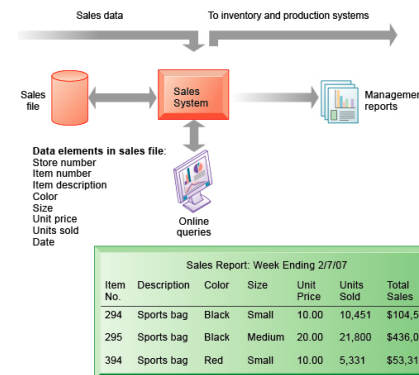 Sales data
To inventory and production systems
Sales
file
Sales
System
reports
Data elements in sales file:
Store number
Item number
Item description
Color
Size
Unit price
Units sold
Date
Online
queries
Sales Report: Week Ending 2/7/07
Item No. Description Color Size Unit Price Units Sold Total Sales
294 Sports bag Black Small 10.00 10,451
295 Sports bag Black Medium 20.00 21,800
394 Sports bag Red Small 10.00 5,331